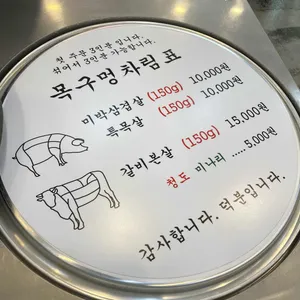 첫 주문 3인분 입니다.
섞어서 3인분 가능합니다.
목구멍 차림표
미박삼겹살 (150g) 10,000원
특목살 (150g) 10,000원
갈비본살 (150g) 15,000원
청도 미나리 ..... 5,000원
감사합니다. 덕분입니다.